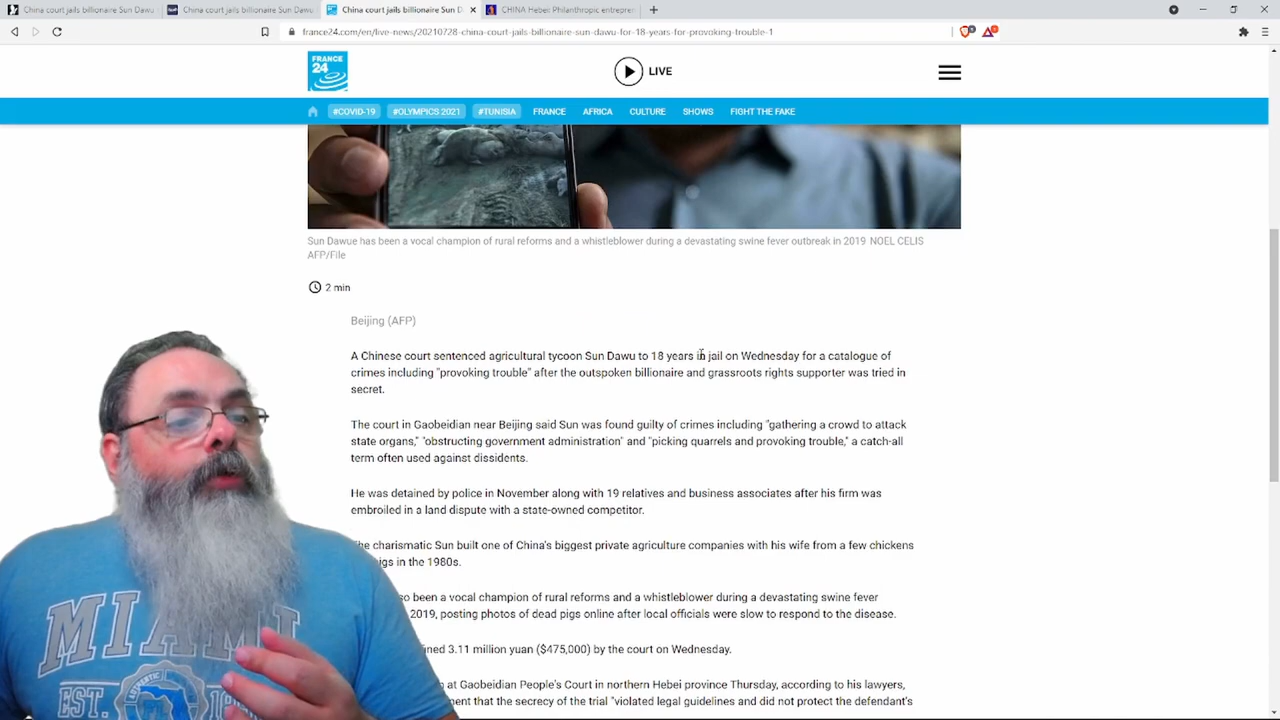 China court jails billionaire Sun Dawu
China court jails billionaire Sun Dawu
China court jails billionaire Sun D
CHINA Hebei Philanthropic entrepre
france24.com/en/live-news/20210728-china-court-jails-billionaire-sun-dawu-for-18-years-for-provoking-trouble-1
FRANCE
24
LIVE
#COVID-19 #OLYMPICS 2021 #TUNISIA FRANCE AFRICA CULTURE SHOWS FIGHT THE FAKE
Sun Dawue has been a vocal champion of rural reforms and a whistleblower during a devastating swine fever outbreak in 2019 NOEL CELIS
AFP/File
2 min
Beijing (AFP)
A Chinese court sentenced agricultural tycoon Sun Dawu to 18 years in jail on Wednesday for a catalogue of
crimes including "provoking trouble" after the outspoken billionaire and grassroots rights supporter was tried in
secret.
The court in Gaobeidian near Beijing said Sun was found guilty of crimes including "gathering a crowd to attack
state organs," "obstructing government administration" and "picking quarrels and provoking trouble," a catch-all
term often used against dissidents.
He was detained by police in November along with 19 relatives and business associates after his firm was
embroiled in a land dispute with a state-owned competitor.
The charismatic Sun built one of China's biggest private agriculture companies with his wife from a few chickens
igs in the 1980s.
so been a vocal champion of rural reforms and a whistleblower during a devastating swine fever
2019, posting photos of dead pigs online after local officials were slow to respond to the disease.
ined 3.11 million yuan ($475,000) by the court on Wednesday.
at Gaobeidian People's Court in northern Hebei province Thursday, according to his lawyers,
ment that the secrecy of the trial "violated legal guidelines and did not protect the defendant's
MIAMI
EST.